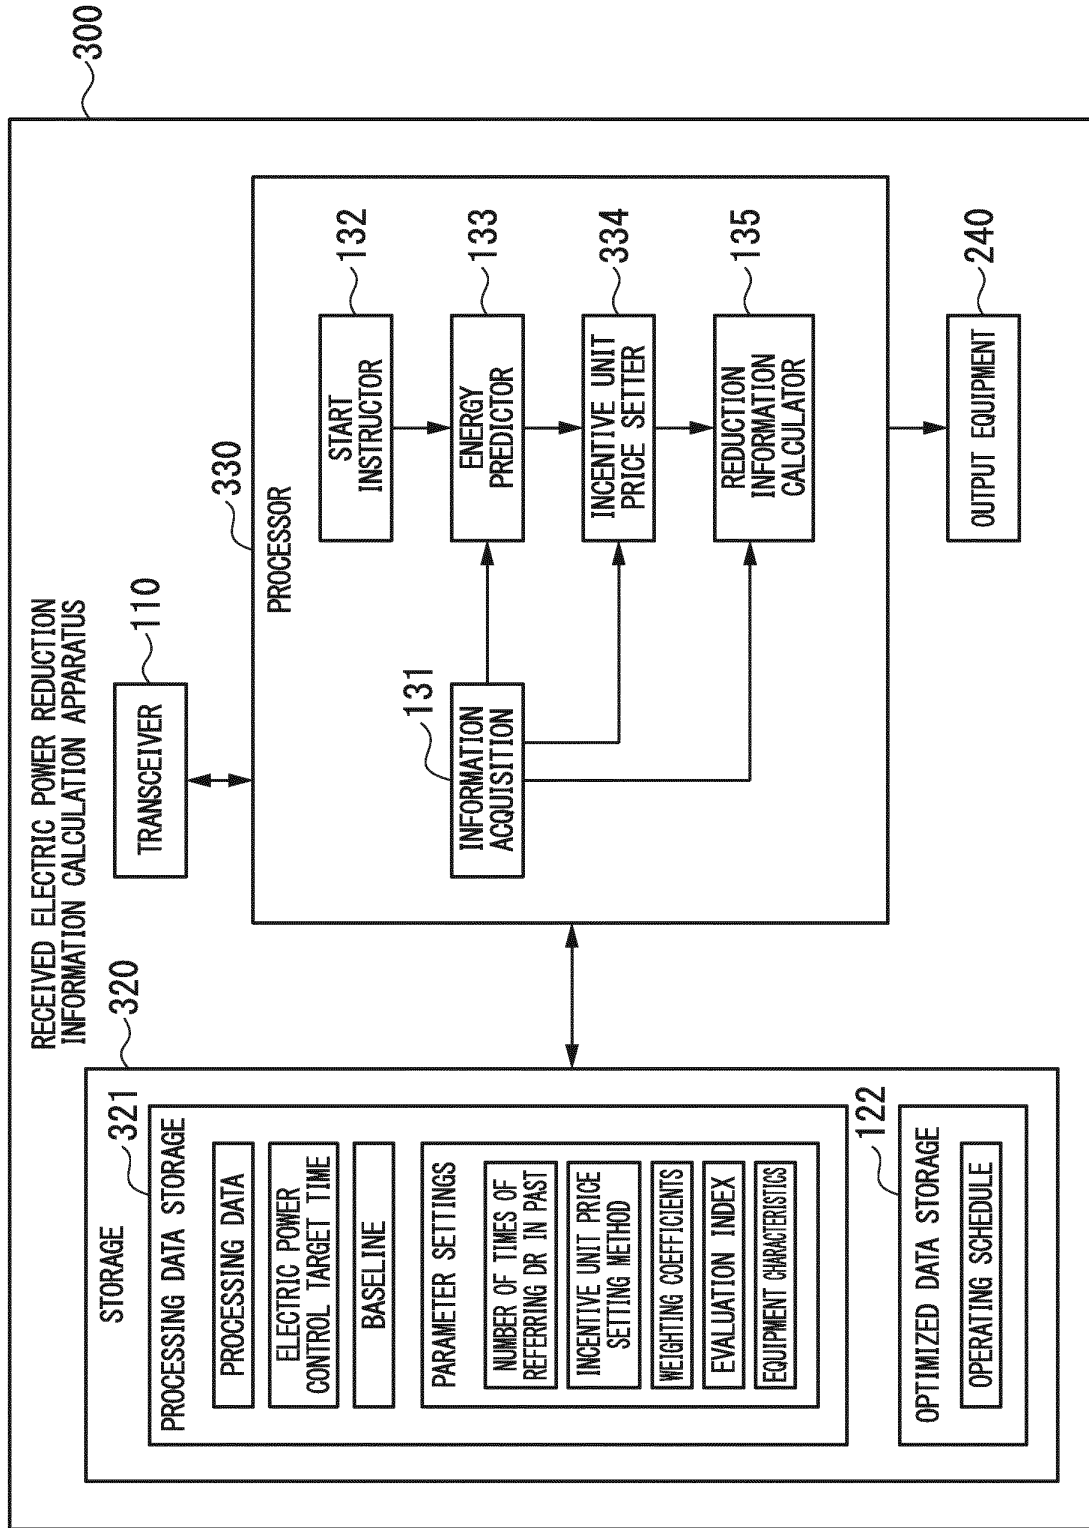 300
RECEIVED ELECTRIC POWER REDUCTION
INFORMATION CALCULATION APPARATUS
320
STORAGE
321
PROCESSING DATA STORAGE
PROCESSING DATA
ELECTRIC POWER
CONTROL TARGET TIME
BASELINE
PARAMETER SETTINGS
NUMBER OF TIMES OF
REFERRING DR IN PAST
INCENTIVE UNIT PRICE
SETTING METHOD
WEIGHTING COEFFICIENTS
EVALUATION INDEX
EQUIPMENT CHARACTERISTICS
122
OPTIMIZED DATA STORAGE
OPERATING SCHEDULE
110
TRANSCEIVER
330
PROCESSOR
131
INFORMATION
ACQUISITION
132
START
INSTRUCTOR
133
ENERGY
PREDICTOR
334
INCENTIVE UNIT
PRICE SETTER
135
REDUCTION
INFORMATION
CALCULATOR
240
OUTPUT EQUIPMENT